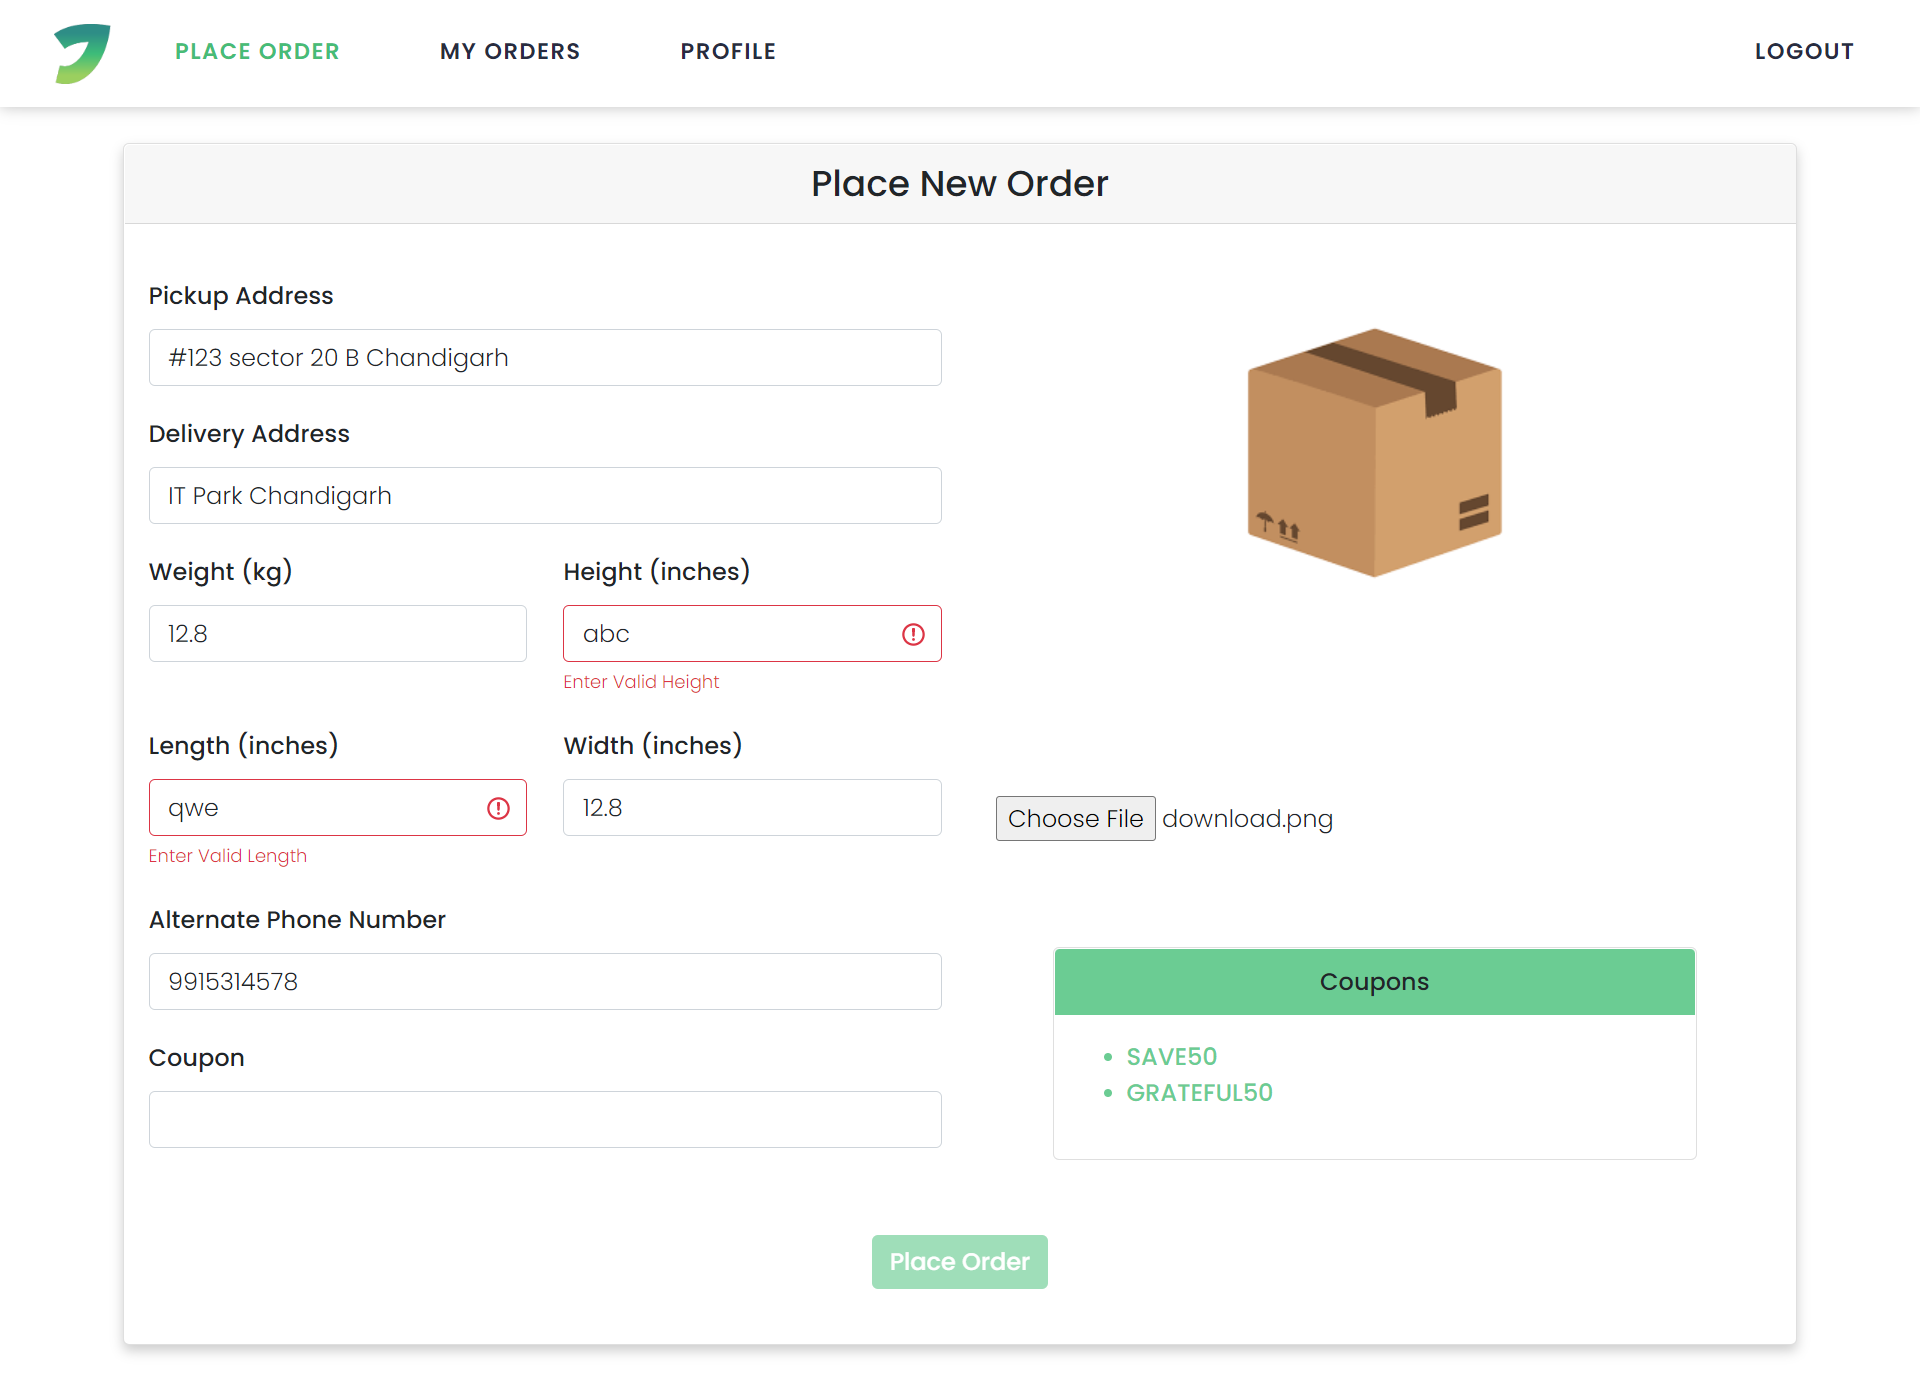 PLACE ORDER
MY ORDERS
PROFILE
LOGOUT
Place New Order
Pickup Address
#123 sector 20 B Chandigarh
Delivery Address
IT Park Chandigarh
Weight (kg)
Height (inches)
12.8
abc
Enter Valid Height
Length (inches)
Width (inches)
qwe
12.8
Enter Valid Length
Choose File download.png
Alternate Phone Number
9915314578
Coupon
Coupons
SAVE50
GRATEFUL50
Place Order